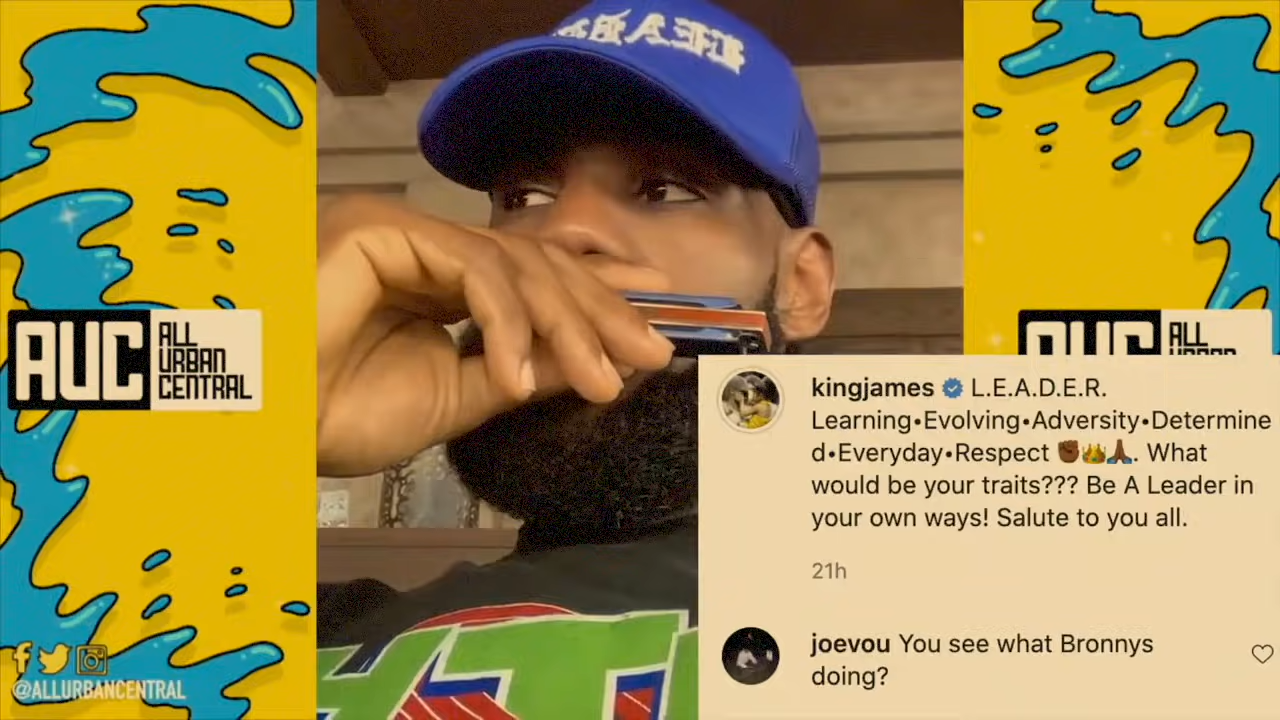 AUC ALL
URBAN
CENTRAL
ALL
kingjames L.E.A.D.E.R.
Learning•Evolving•Adversity•Determine
d•Everyday•Respect ✊🏾👑🙏🏾. What
would be your traits??? Be A Leader in
your own ways! Salute to you all.
21h
joevou You see what Bronnys
doing?
@ALLURBANCENTRAL